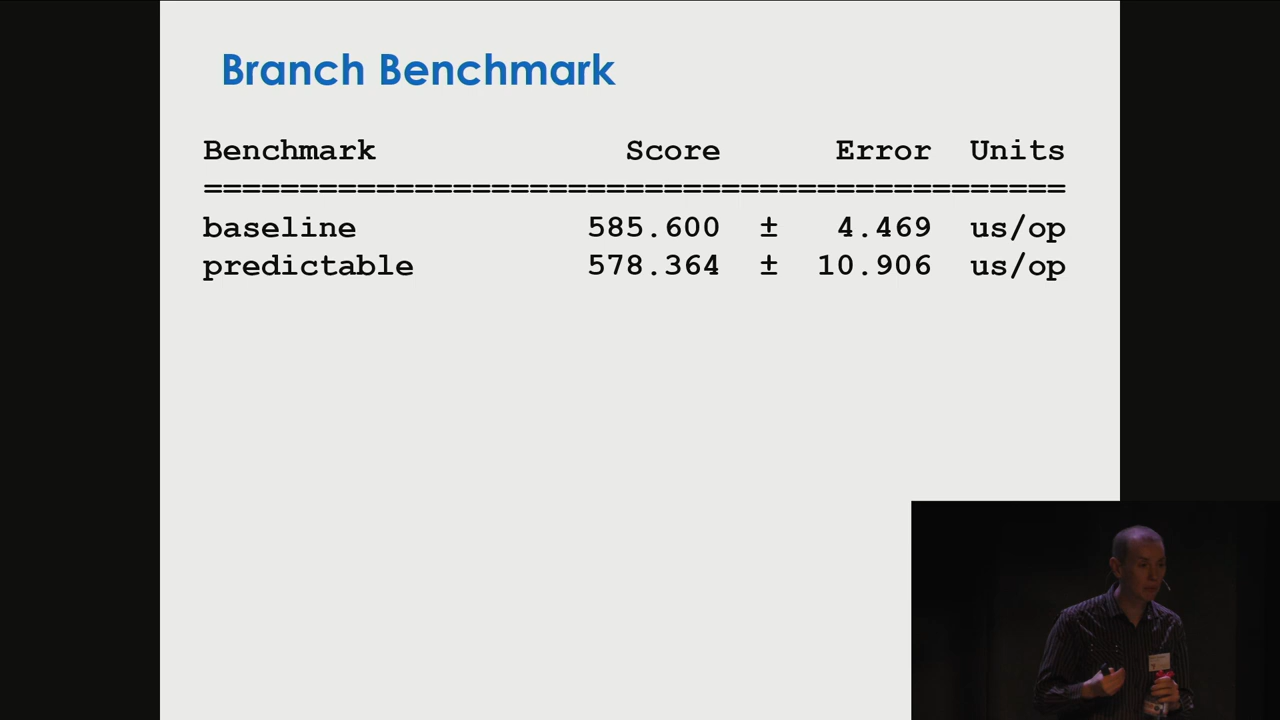 Branch Benchmark
Benchmark Score Error Units
=============================================
baseline 585.600 ± 4.469 us/op
predictable 578.364 ± 10.906 us/op